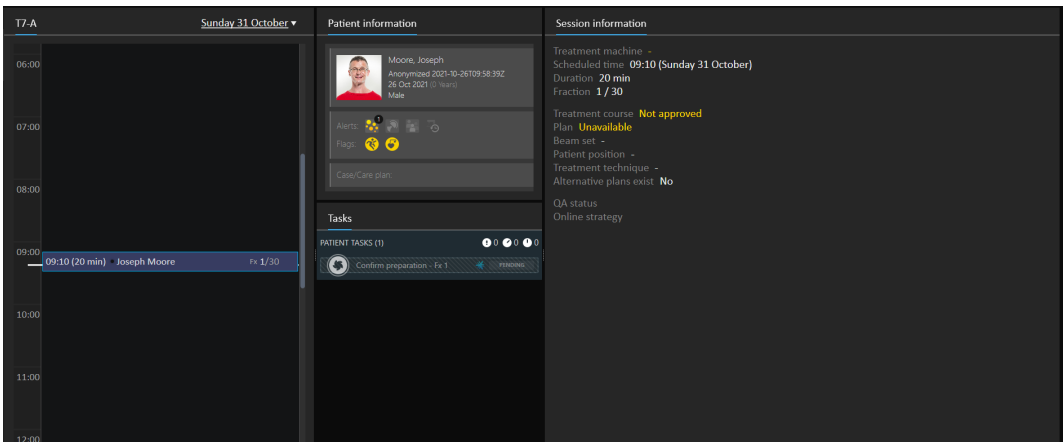 T7-A
Sunday 31 October ▾
06:00
07:00
08:00
09:00
09:10 (20 min) Joseph Moore Fx 1/30
10:00
11:00
12:00
Patient information
Moore, Joseph
Anonymized 2021-10-26T09:58:39Z
26 Oct 2021 (0 Years)
Male
Alerts: 1
Flags:
Case/Care plan:
Tasks
PATIENT TASKS (1) 0 0 0
Confirm preparation - Fx 1 PENDING
Session information
Treatment machine -
Scheduled time 09:10 (Sunday 31 October)
Duration 20 min
Fraction 1 / 30
Treatment course Not approved
Plan Unavailable
Beam set -
Patient position -
Treatment technique -
Alternative plans exist No
QA status
Online strategy